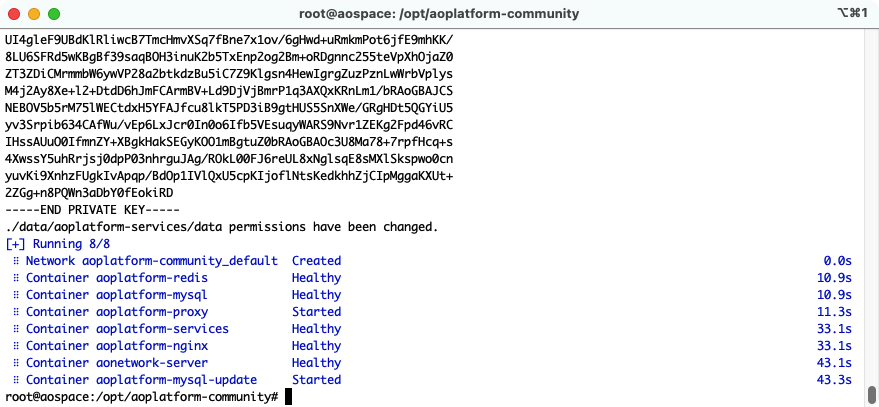 root@aospace: /opt/aoplatform-community
⌥⌘1
UI4gleF9UBdKlRliwcB7TmcHmvXSq7fBne7x1ov/6gHwd+uRmkmPot6jfE9mhKK/
8LU6SFRd5wKBgBf39saqBOH3inuK2b5TxEnp2og2Bm+oRDgnnc255teVpXhOjaZ0
ZT3ZDiCMrmmbW6ywVP28a2btkdzBu5iC7Z9Klgsn4HewIgrgZuzPznLwWrbVplys
M4j2Ay8Xe+l2+DtdD6hJmFCArmBV+Ld9DjVjBmrP1q3AXQxKRnLm1/bRAoGBAJCS
NEBOV5b5rM75lWECtdxH5YFAJfcu8lkT5PD3iB9gtHUS5SnXWe/GRgHDt5QGYiU5
yv3Srpib634CAfWu/vEp6LxJcr0In0o6Ifb5VEsuqyWARS9Nvr1ZEKg2Fpd46vRC
IHssAUuO0IfmnZY+XBgkHakSEGyKOO1mBgtuZ0bRAoGBAOc3U8Ma78+7rpfHcq+s
4XwssY5uhRrjsj0dpP03nhrguJAg/ROkL00FJ6reUL8xNglsqE8sMXlSkspwo0cn
yuvKi9XnhzFUgkIvApqp/BdOp1IVlQxU5cpKIjoflNtsKedkhhZjCIpMggaKXUt+
2ZGg+n8PQWn3aDbY0fEokiRD
-----END PRIVATE KEY-----
./data/aoplatform-services/data permissions have been changed.
[+] Running 8/8
⠿ Network aoplatform-community_default Created 0.0s
⠿ Container aoplatform-redis Healthy 10.9s
⠿ Container aoplatform-mysql Healthy 10.9s
⠿ Container aoplatform-proxy Started 11.3s
⠿ Container aoplatform-services Healthy 33.1s
⠿ Container aoplatform-nginx Healthy 33.1s
⠿ Container aonetwork-server Healthy 43.1s
⠿ Container aoplatform-mysql-update Started 43.3s
root@aospace:/opt/aoplatform-community#